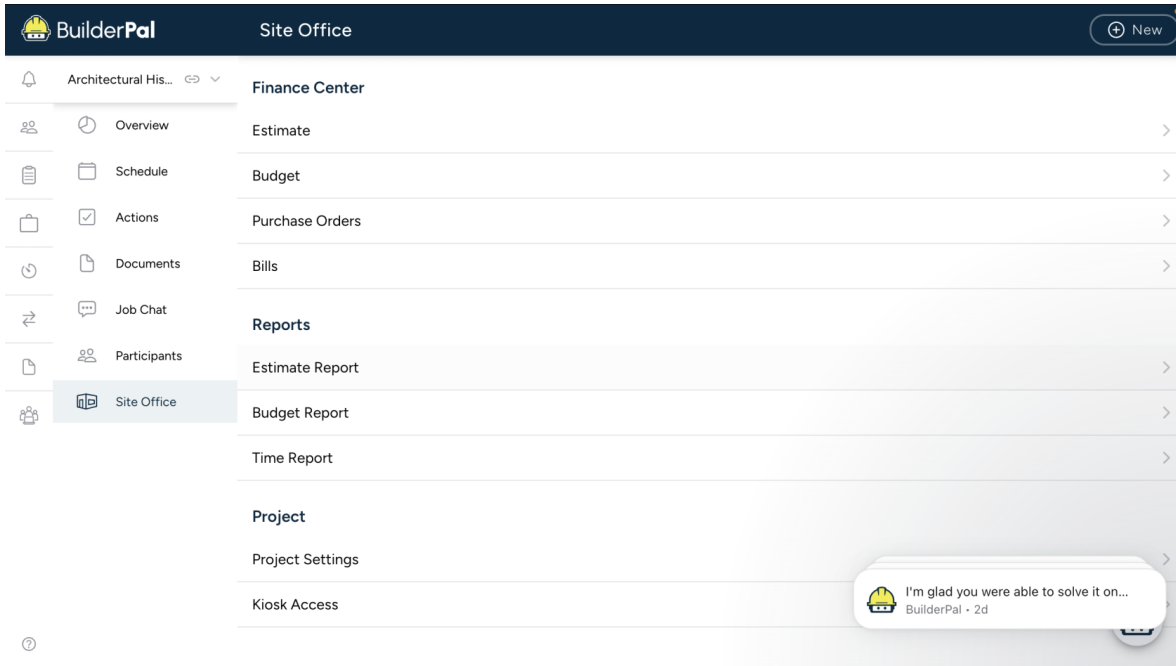 BuilderPal
Site Office
New
Architectural His...
Overview
Schedule
Actions
Documents
Job Chat
Participants
Site Office
Finance Center
Estimate
Budget
Purchase Orders
Bills
Reports
Estimate Report
Budget Report
Time Report
Project
Project Settings
Kiosk Access
I'm glad you were able to solve it on...
BuilderPal • 2d